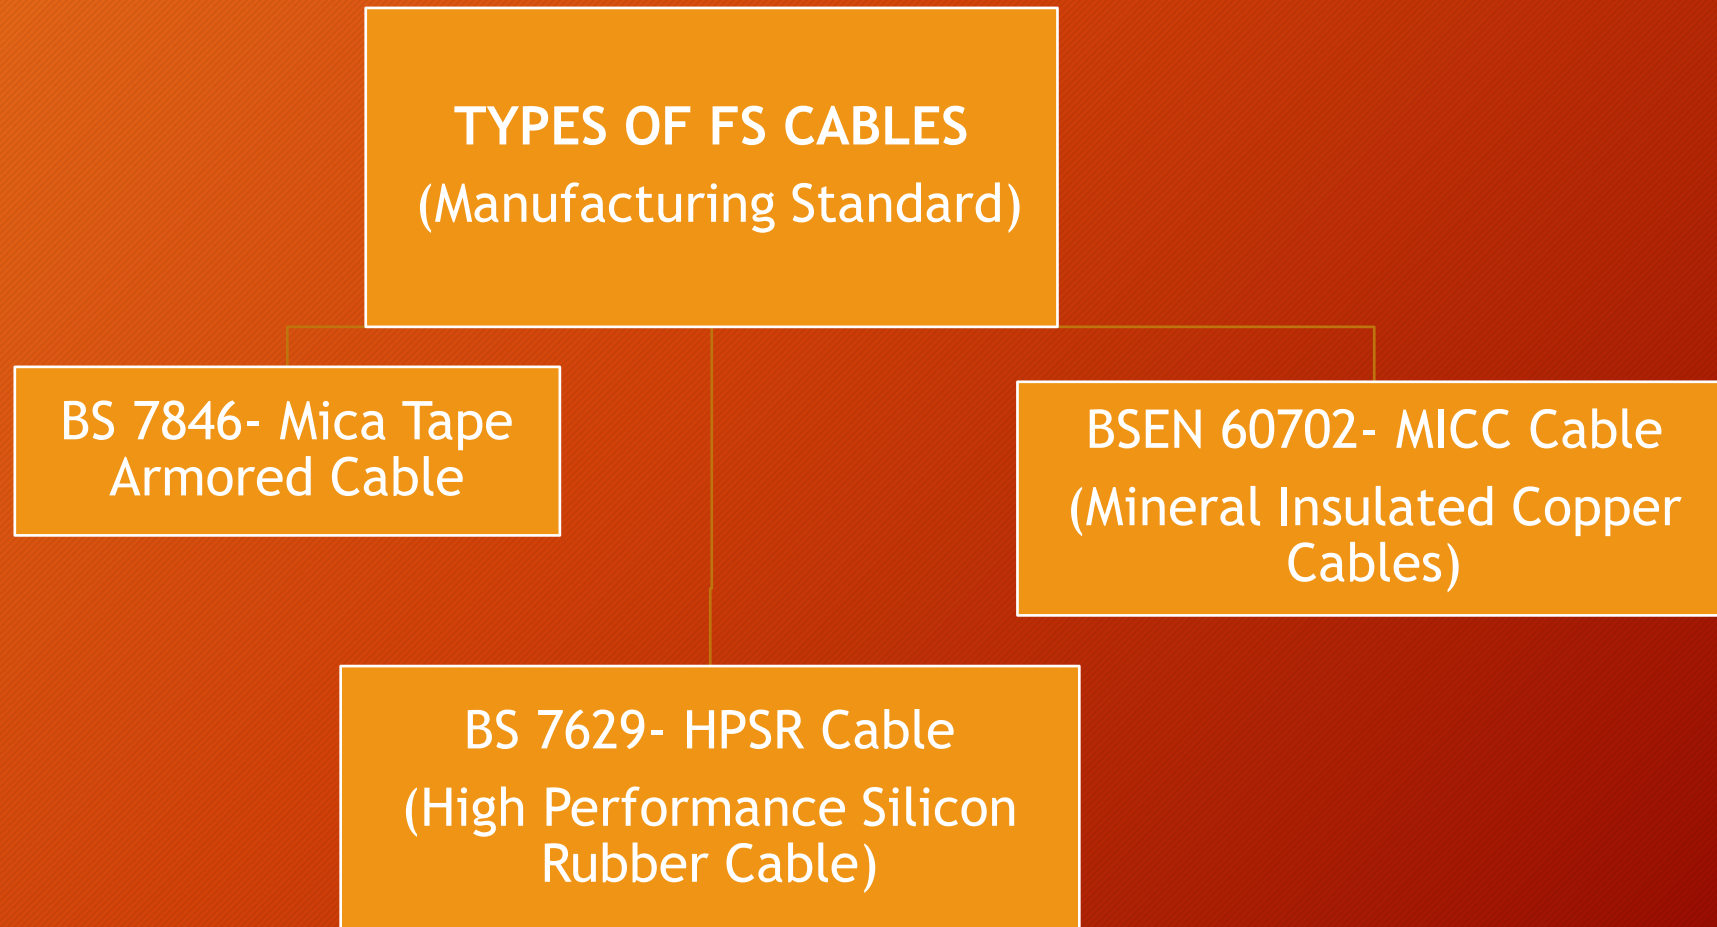 TYPES OF FS CABLES
(Manufacturing Standard)
BS 7846- Mica Tape
Armored Cable
BSEN 60702- MICC Cable
(Mineral Insulated Copper
Cables)
BS 7629- HPSR Cable
(High Performance Silicon
Rubber Cable)